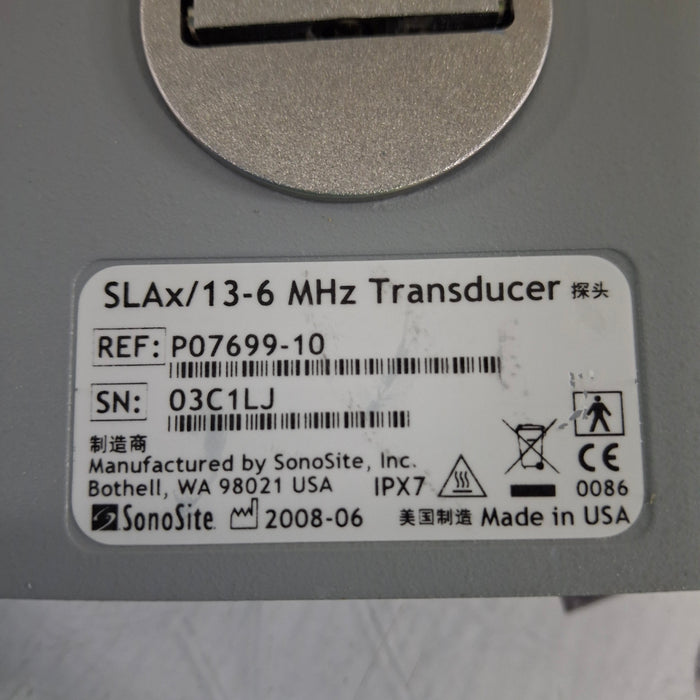 SLAx/13-6 MHz Transducer 探头
REF: P07699-10
SN: 03C1LJ
制造商
Manufactured by SonoSite, Inc.
Bothell, WA 98021 USA IPX7
CE
0086
SonoSite 2008-06 美国制造 Made in USA